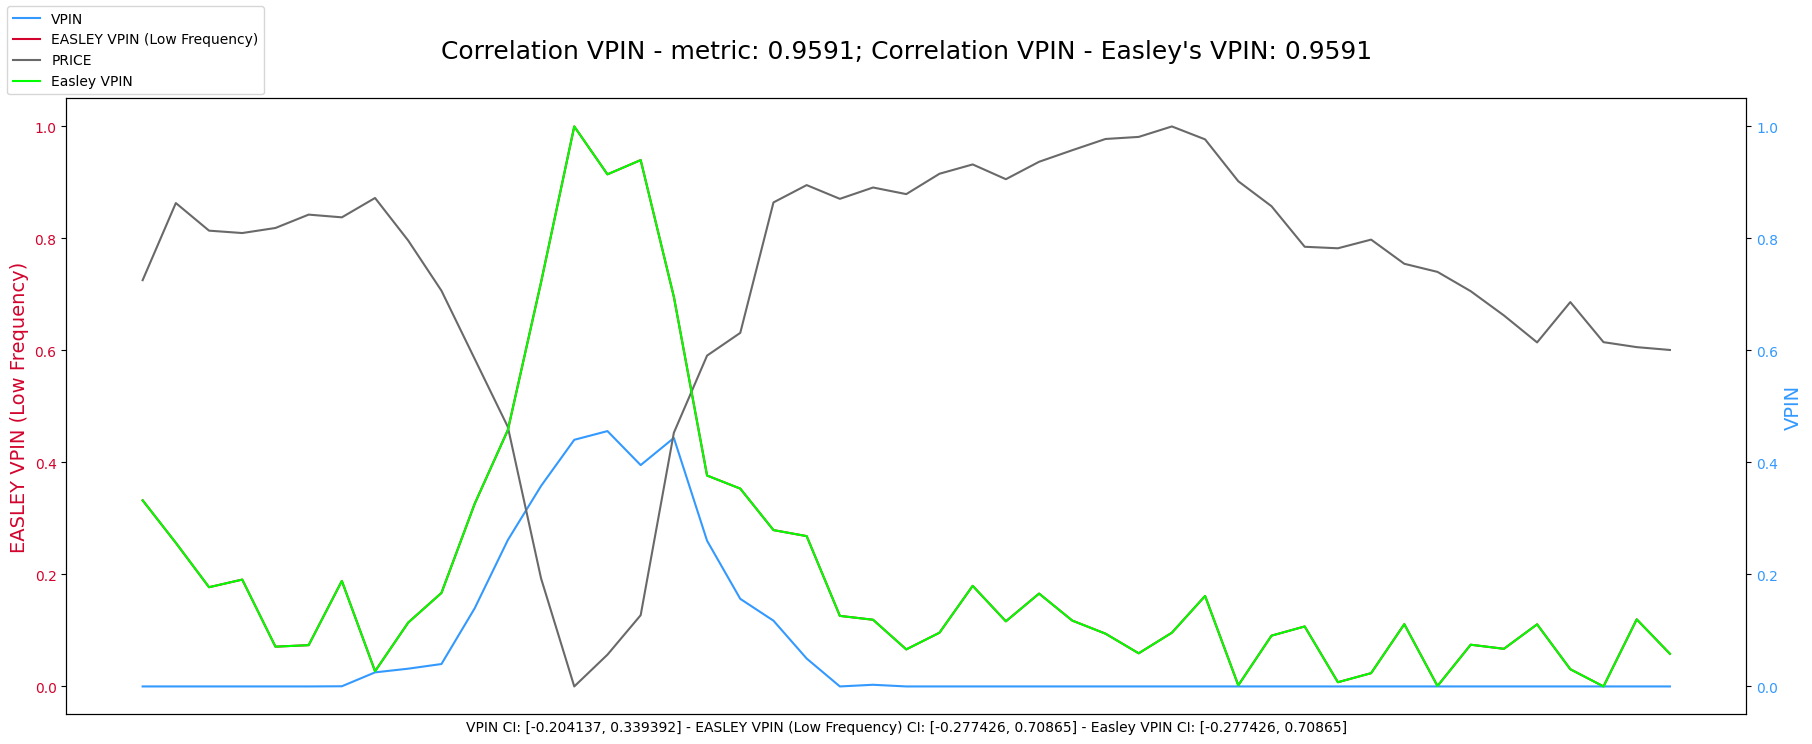 VPIN
EASLEY VPIN (Low Frequency)
PRICE
Easley VPIN
Correlation VPIN - metric: 0.9591; Correlation VPIN - Easley's VPIN: 0.9591
EASLEY VPIN (Low Frequency)
1.0
0.8
0.6
0.4
0.2
0.0
1.0
0.8
0.6
0.4
0.2
0.0
VPIN
VPIN CI: [-0.204137, 0.339392] - EASLEY VPIN (Low Frequency) CI: [-0.277426, 0.70865] - Easley VPIN CI: [-0.277426, 0.70865]